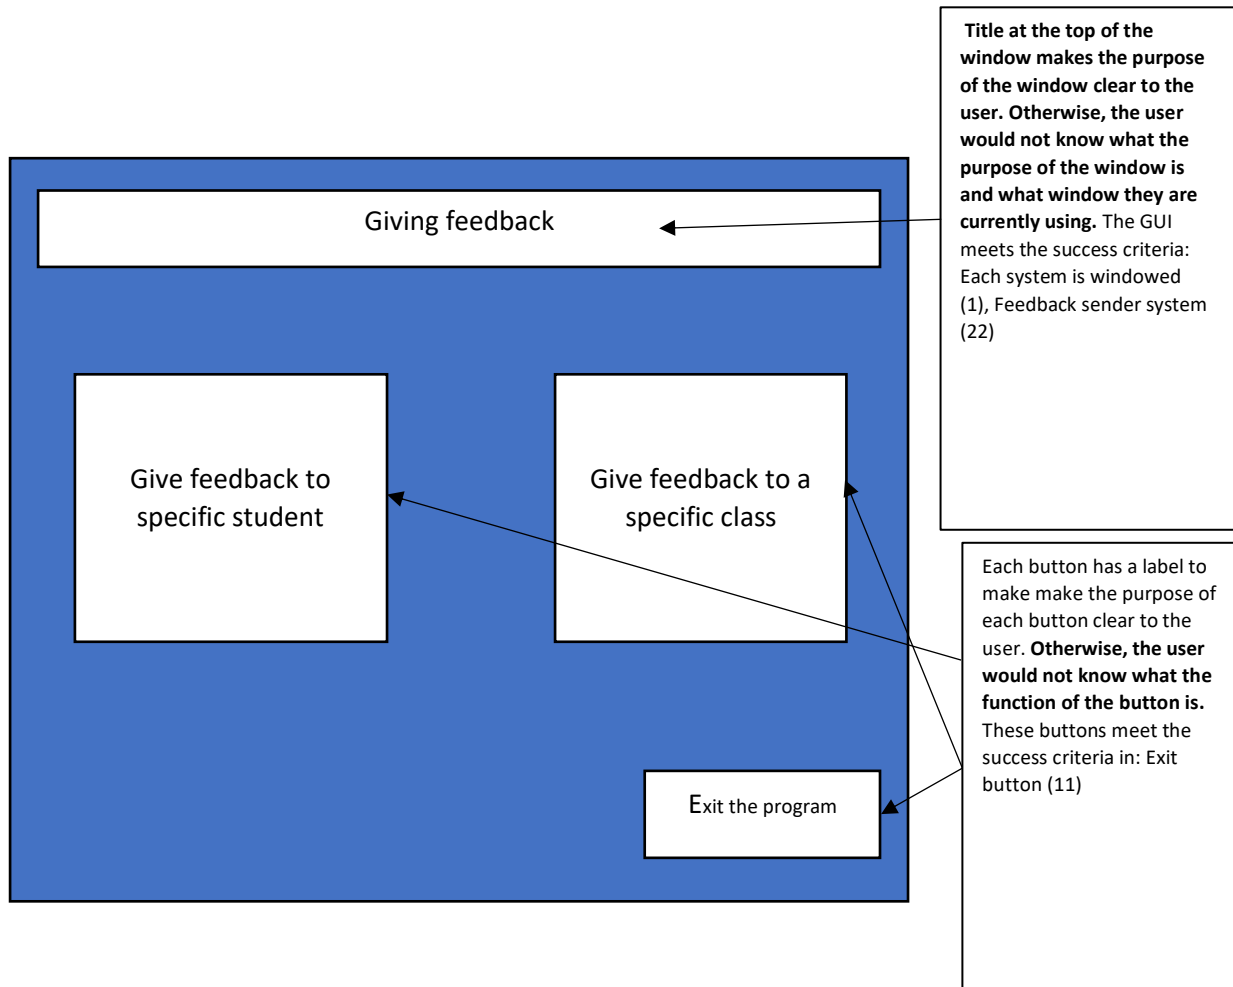 Title at the top of the
window makes the purpose
of the window clear to the
user. Otherwise, the user
would not know what the
purpose of the window is
and what window they are
currently using. The GUI
meets the success criteria:
Each system is windowed
(1), Feedback sender system
(22)
Giving feedback
Give feedback to
specific student
Give feedback to a
specific class
Exit the program
Each button has a label to
make make the purpose of
each button clear to the
user. Otherwise, the user
would not know what the
function of the button is.
These buttons meet the
success criteria in: Exit
button (11)